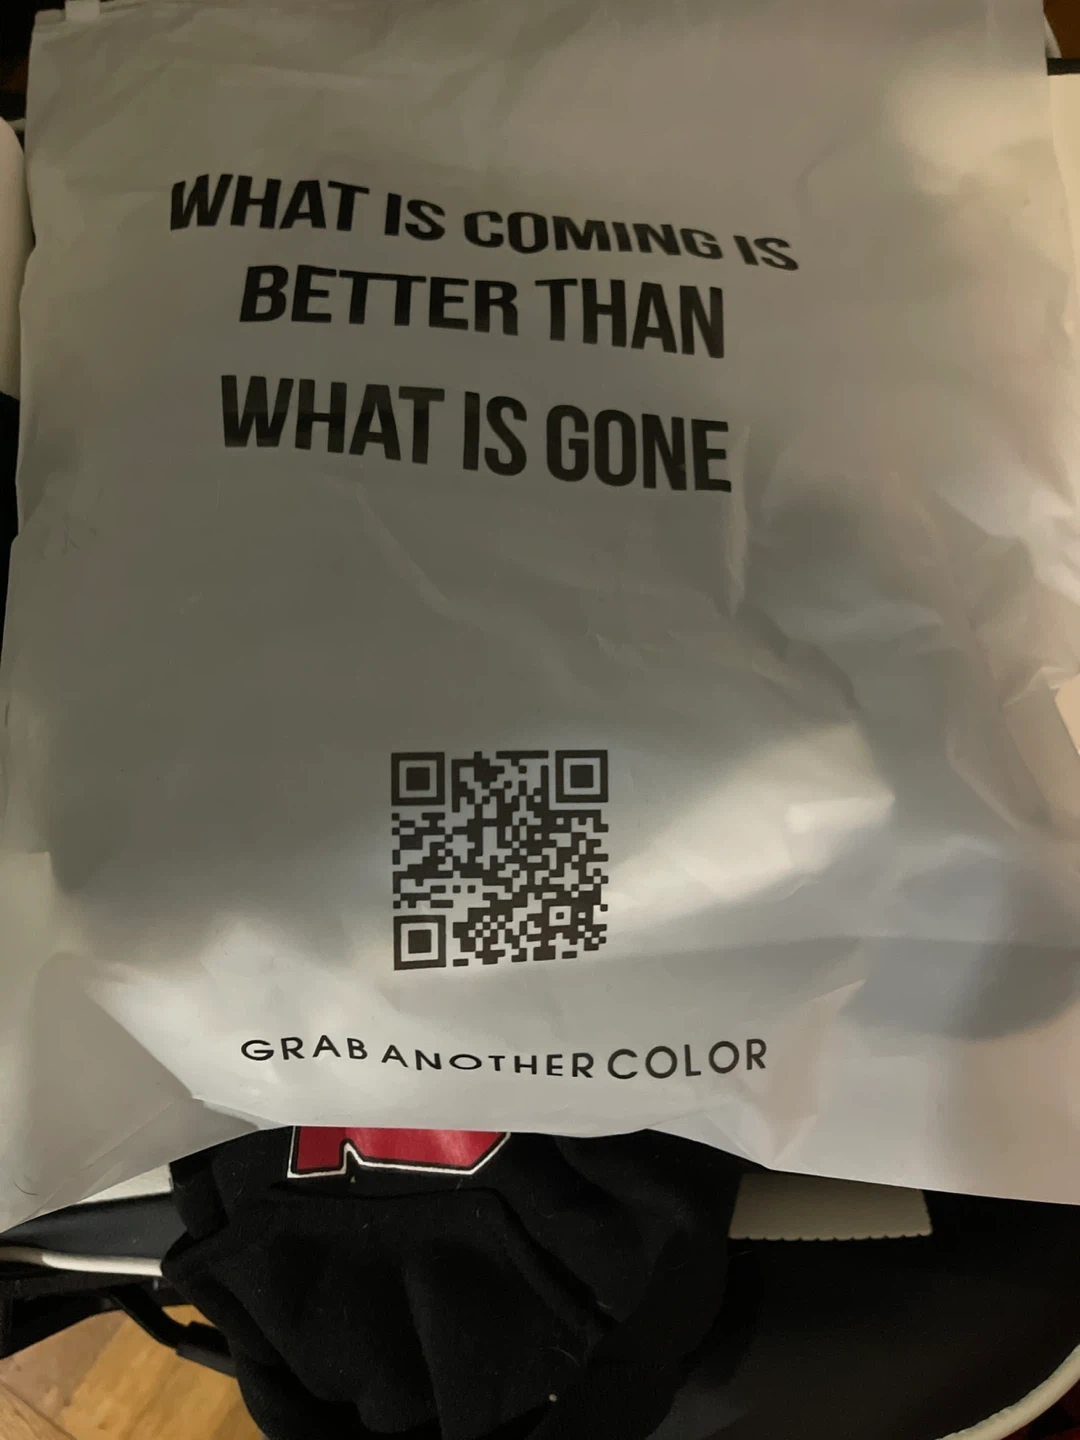 WHAT IS COMING IS
BETTER THAN
WHAT IS GONE
GRAB ANOTHER COLOR